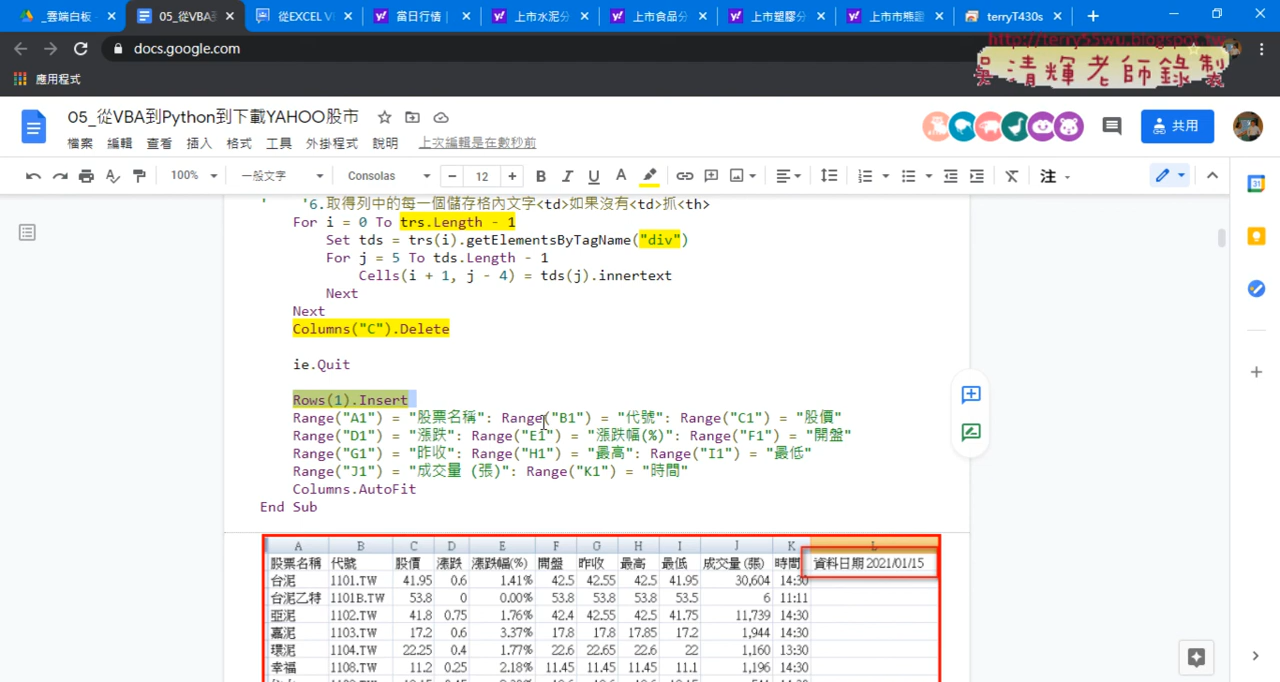 _雲端白板
05_從VBA到
從EXCEL V
當日行情 |
上市水泥分
上市食品分
上市塑膠分
上市市熊證
terryT430s
docs.google.com
http://terry55wu.blogspot.tw
吳清輝老師錄製
應用程式
05_從VBA到Python到下載YAHOO股市
共用
檔案 編輯 查看 插入 格式 工具 外掛程式 說明 上次編輯是在數秒前
100% 一般文字 Consolas 12 B I U A 注
' '6.取得列中的每一個儲存格內文字<td>如果沒有<td>抓<th>
For i = 0 To trs.Length - 1
Set tds = trs(i).getElementsByTagName("div")
For j = 5 To tds.Length - 1
Cells(i + 1, j - 4) = tds(j).innertext
Next
Next
Columns("C").Delete
ie.Quit
Rows(1).Insert
Range("A1") = "股票名稱": Range("B1") = "代號": Range("C1") = "股價"
Range("D1") = "漲跌": Range("E1") = "漲跌幅(%)": Range("F1") = "開盤"
Range("G1") = "昨收": Range("H1") = "最高": Range("I1") = "最低"
Range("J1") = "成交量 (張)": Range("K1") = "時間"
Columns.AutoFit
End Sub
A B C D E F G H I J K L
股票名稱 代號 股價 漲跌 漲跌幅(%) 開盤 昨收 最高 最低 成交量 (張) 時間 資料日期 2021/01/15
台泥 1101.TW 41.95 0.6 1.41% 42.5 42.55 42.5 41.95 30,604 14:30
台泥乙特 1101B.TW 53.8 0 0.00% 53.8 53.8 53.8 53.5 6 11:11
亞泥 1102.TW 41.8 0.75 1.76% 42.4 42.55 42.5 41.75 11,739 14:30
嘉泥 1103.TW 17.2 0.6 3.37% 17.8 17.8 17.85 17.2 1,944 14:30
環泥 1104.TW 22.25 0.4 1.77% 22.6 22.65 22.6 22 1,160 13:30
幸福 1108.TW 11.2 0.25 2.18% 11.45 11.45 11.45 11.1 1,196 14:30